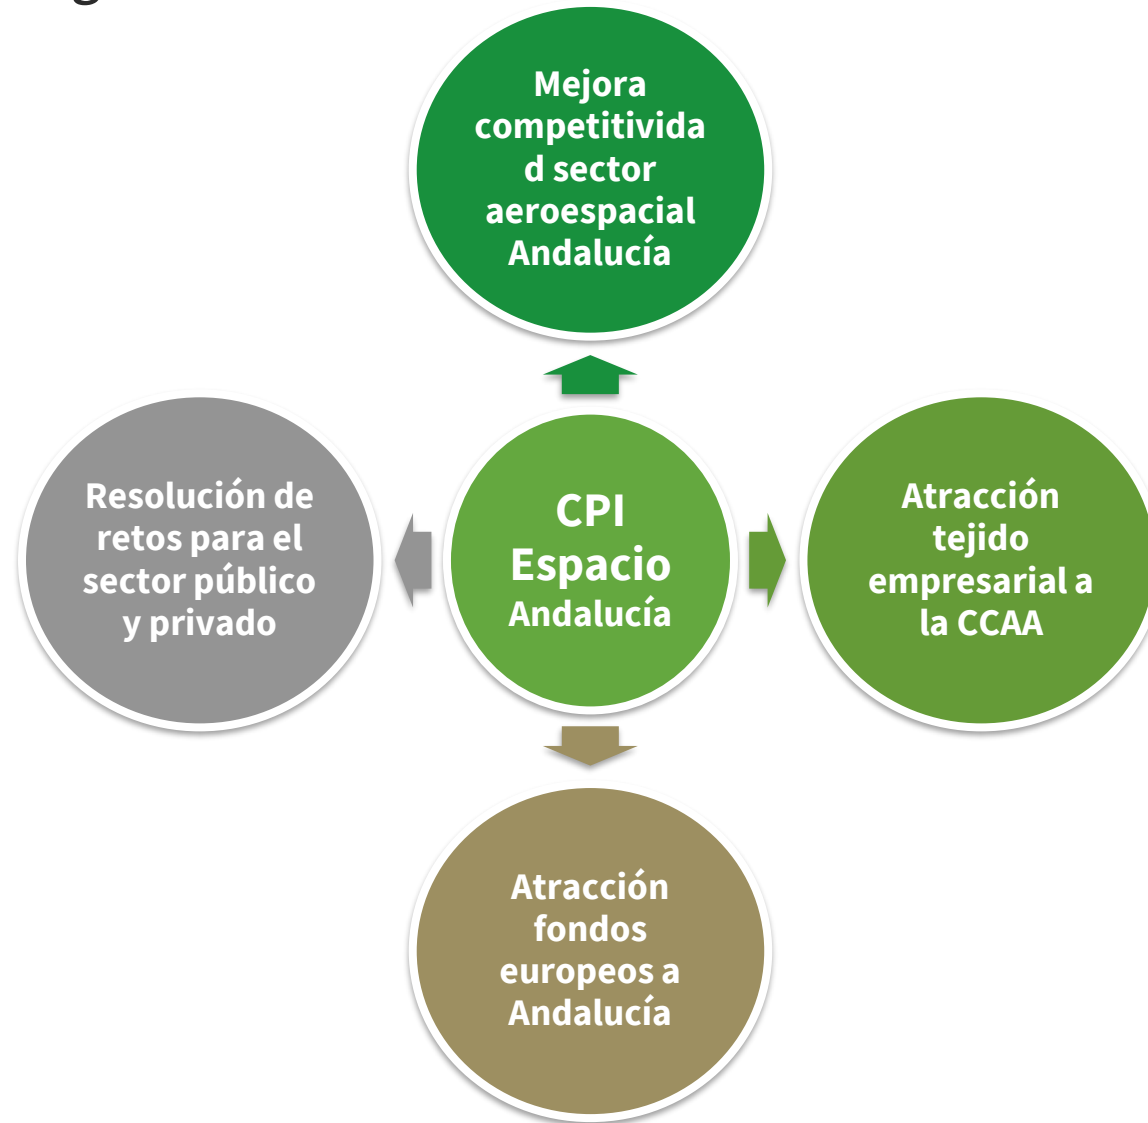 Mejora
competitivida
d sector
aeroespacial
Andalucía
Resolución de
retos para el
sector público
y privado
CPI
Espacio
Andalucía
Atracción
tejido
empresarial a
la CCAA
Atracción
fondos
europeos a
Andalucía